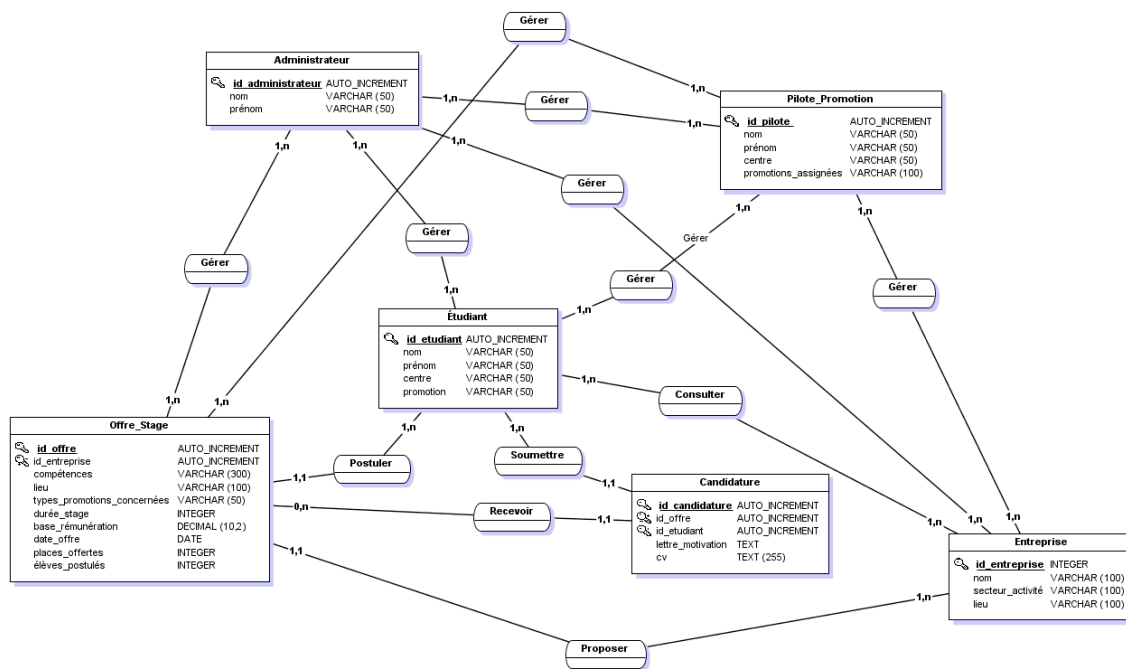 Gérer
Administrateur
id_administrateur AUTO_INCREMENT
nom VARCHAR (50)
prénom VARCHAR (50)
1,n
Gérer
1,n
Pilote_Promotion
id_pilote AUTO_INCREMENT
nom VARCHAR (50)
prénom VARCHAR (50)
centre VARCHAR (50)
promotions_assignées VARCHAR (100)
1,n
1,n
1,n
1,n
1,n
Gérer
1,n
1,n
Gérer
Gérer
Gérer
Gérer
Gérer
1,n
1,n
Étudiant
id_etudiant AUTO_INCREMENT
nom VARCHAR (50)
prénom VARCHAR (50)
centre VARCHAR (50)
promotion VARCHAR (50)
1,n
Consulter
1,n
1,n
Offre_Stage
id_offre AUTO_INCREMENT
id_entreprise AUTO_INCREMENT
compétences VARCHAR (300)
lieu VARCHAR (100)
types_promotions_concernées VARCHAR (50)
durée_stage INTEGER
base_rémunération DECIMAL (10,2)
date_offre DATE
places_offertes INTEGER
élèves_postulés INTEGER
1,n
1,n
Postuler
1,1
Soumettre
1,1
0,n
Recevoir
1,1
Candidature
id_candidature AUTO_INCREMENT
id_offre AUTO_INCREMENT
id_etudiant AUTO_INCREMENT
lettre_motivation TEXT
cv TEXT (255)
1,n
1,n
1,n
Entreprise
id_entreprise INTEGER
nom VARCHAR (100)
secteur_activité VARCHAR (100)
lieu VARCHAR (100)
1,1
1,n
Proposer